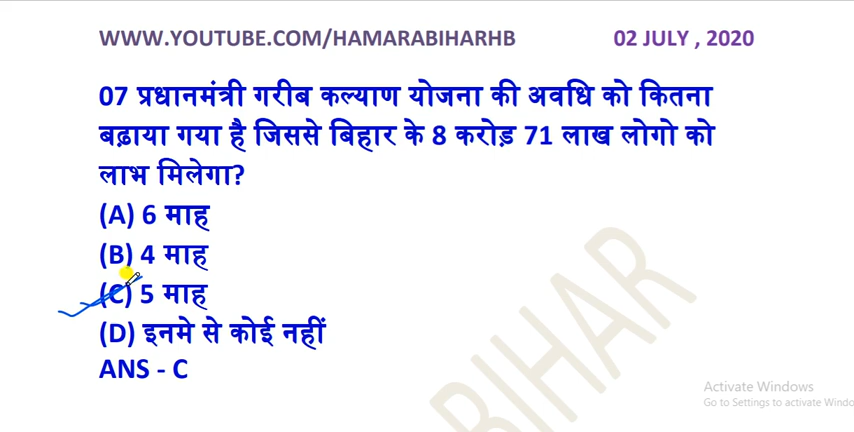 WWW.YOUTUBE.COM/HAMARABIHARHB 02 JULY , 2020
07 प्रधानमंत्री गरीब कल्याण योजना की अवधि को कितना
बढ़ाया गया है जिससे बिहार के 8 करोड़ 71 लाख लोगो को
लाभ मिलेगा?
(A) 6 माह
(B) 4 माह
(C) 5 माह
(D) इनमे से कोई नहीं
ANS - C
BIHAR
Activate Windows
Go to Settings to activate Windo